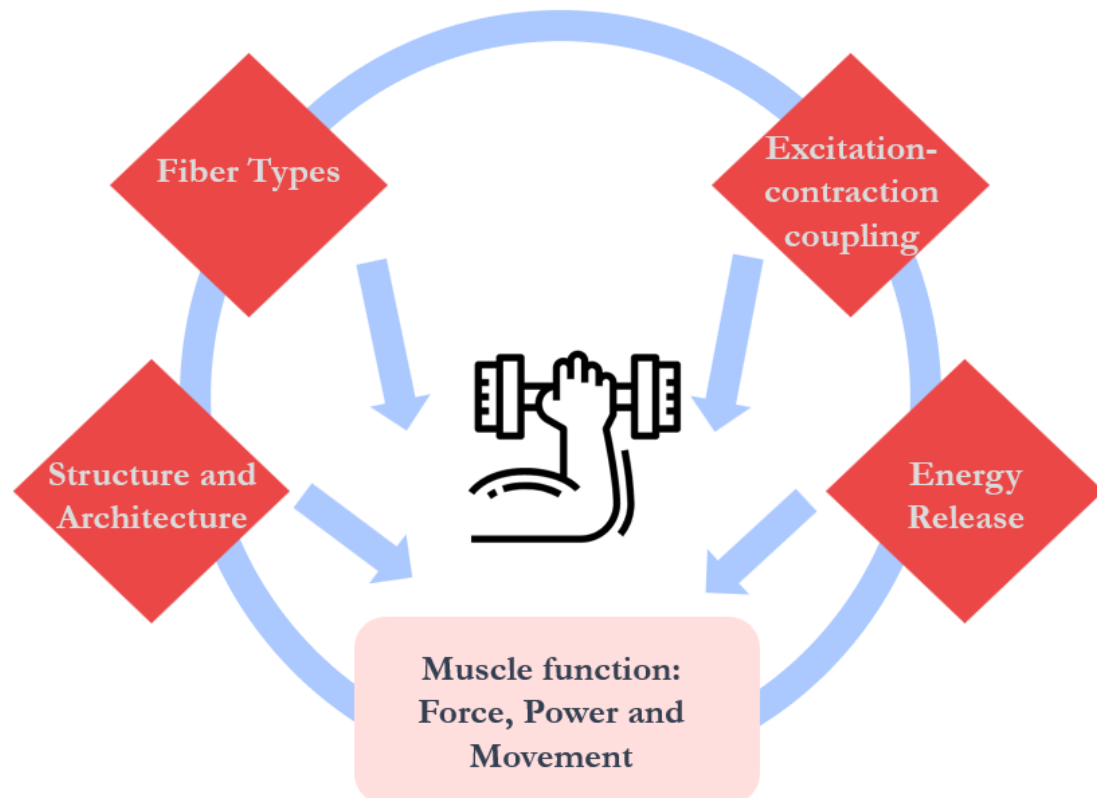 Fiber Types
Excitation-
contraction
coupling
Structure and
Architecture
Energy
Release
Muscle function:
Force, Power and
Movement